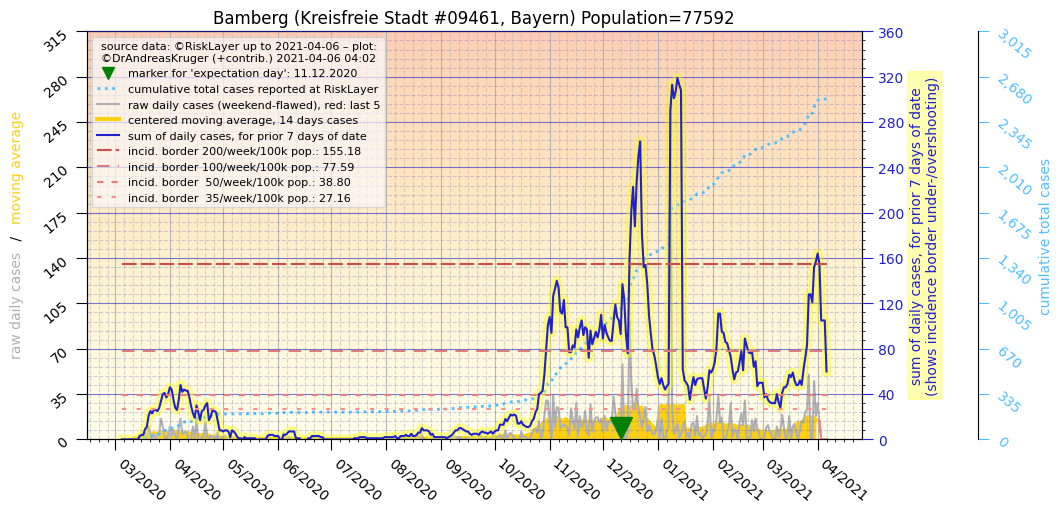 Bamberg (Kreisfreie Stadt #09461, Bayern) Population=77592
source data: ©RiskLayer up to 2021-04-06 – plot:
©DrAndreasKruger (+contrib.) 2021-04-06 04:02
marker for 'expectation day': 11.12.2020
cumulative total cases reported at RiskLayer
raw daily cases (weekend-flawed), red: last 5
centered moving average, 14 days cases
sum of daily cases, for prior 7 days of date
incid. border 200/week/100k pop.: 155.18
incid. border 100/week/100k pop.: 77.59
incid. border  50/week/100k pop.: 38.80
incid. border  35/week/100k pop.: 27.16
raw daily cases / moving average
315
280
245
210
175
140
105
70
35
0
03/2020
04/2020
05/2020
06/2020
07/2020
08/2020
09/2020
10/2020
11/2020
12/2020
01/2021
02/2021
03/2021
04/2021
360
320
280
240
200
160
120
80
40
0
sum of daily cases, for prior 7 days of date
(shows incidence border under-/overshooting)
3,015
2,680
2,345
2,010
1,675
1,340
1,005
670
335
0
cumulative total cases